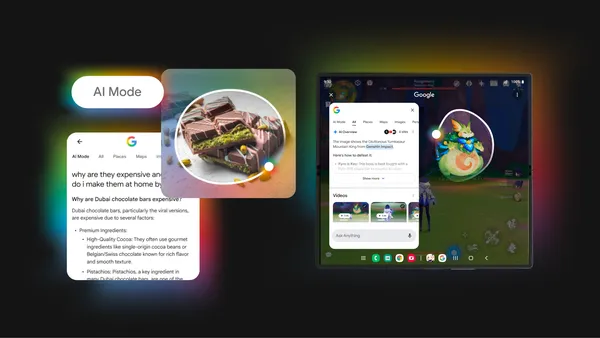 AI Mode
AI Mode All Places Maps
why are they expensive an
do i make them at home by
Why are Dubai chocolate bars expensive?
Dubai chocolate bars, particularly the viral versions,
are expensive due to several factors:
• Premium Ingredients:
• High-Quality Cocoa: They often use gourmet
ingredients like single-origin cocoa beans or
Belgian/Swiss chocolate known for rich flavor
and smooth texture
• Pistachios: Pistachios, a key ingredient in
many Dubai chocolate bars, are one of the
100%
Google
AI Mode All Places Maps Images
AI Overview
The image shows the
Mountain King from Genshin Impact.
Here's how to defeat it:
Show more
Videos
Ask Anything